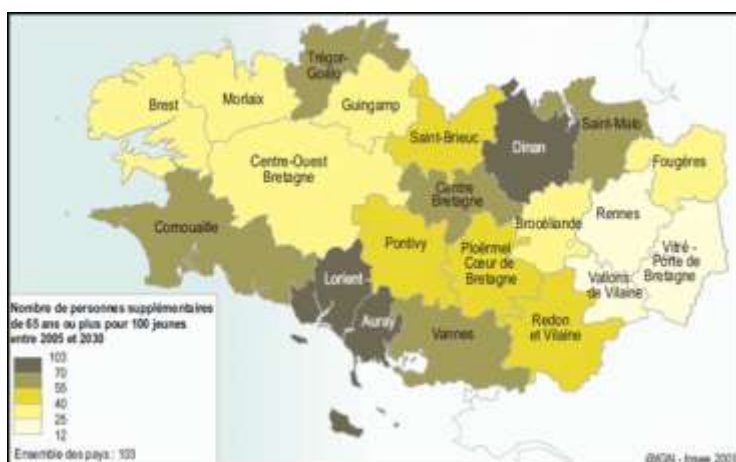 Trégor-
Goëlo
Brest
Morlaix
Guingamp
Saint-Brieuc
Dinan
Saint-Malo
Fougères
Centre-Ouest
Bretagne
Centre
Bretagne
Cornouaille
Brocéliande
Rennes
Vitré -
Porte de
Bretagne
Pontivy
Ploërmel
Cœur de
Bretagne
Vallons
de Vilaine
Lorient
Auray
Vannes
Redon
et Vilaine
Nombre de personnes supplémentaires
de 65 ans ou plus pour 100 jeunes
entre 2005 et 2030
103
70
55
40
25
12
Ensemble des pays : 103
@IGN - Insee